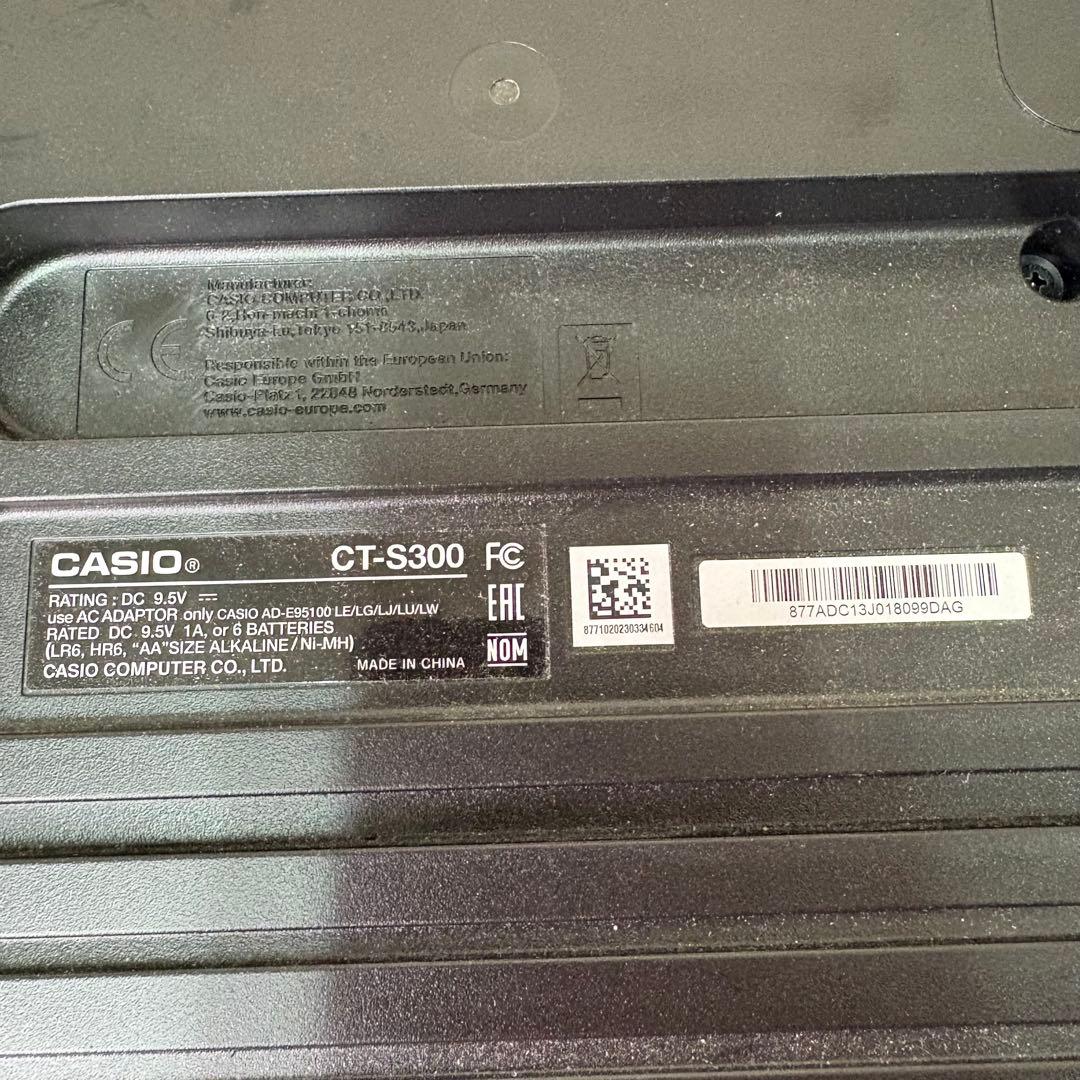 Manufacturer:
CASIO COMPUTER CO.,LTD.
6-2,Hon-machi 1-chome
Shibuya-ku,Tokyo 151-8543,Japan
Responsible within the European Union:
Casio Europe GmbH
Casio-Platz 1, 22848 Norderstedt,Germany
www.casio-europe.com
CE
CASIO® CT-S300 FC
RATING : DC 9.5V ⎓
use AC ADAPTOR only CASIO AD-E95100 LE/LG/LJ/LU/LW
RATED DC 9.5V 1A, or 6 BATTERIES
(LR6, HR6, “AA”SIZE ALKALINE / Ni-MH)
CASIO COMPUTER CO., LTD. MADE IN CHINA
EAC
NOM
8771020230334604
877ADC13J018099DAG